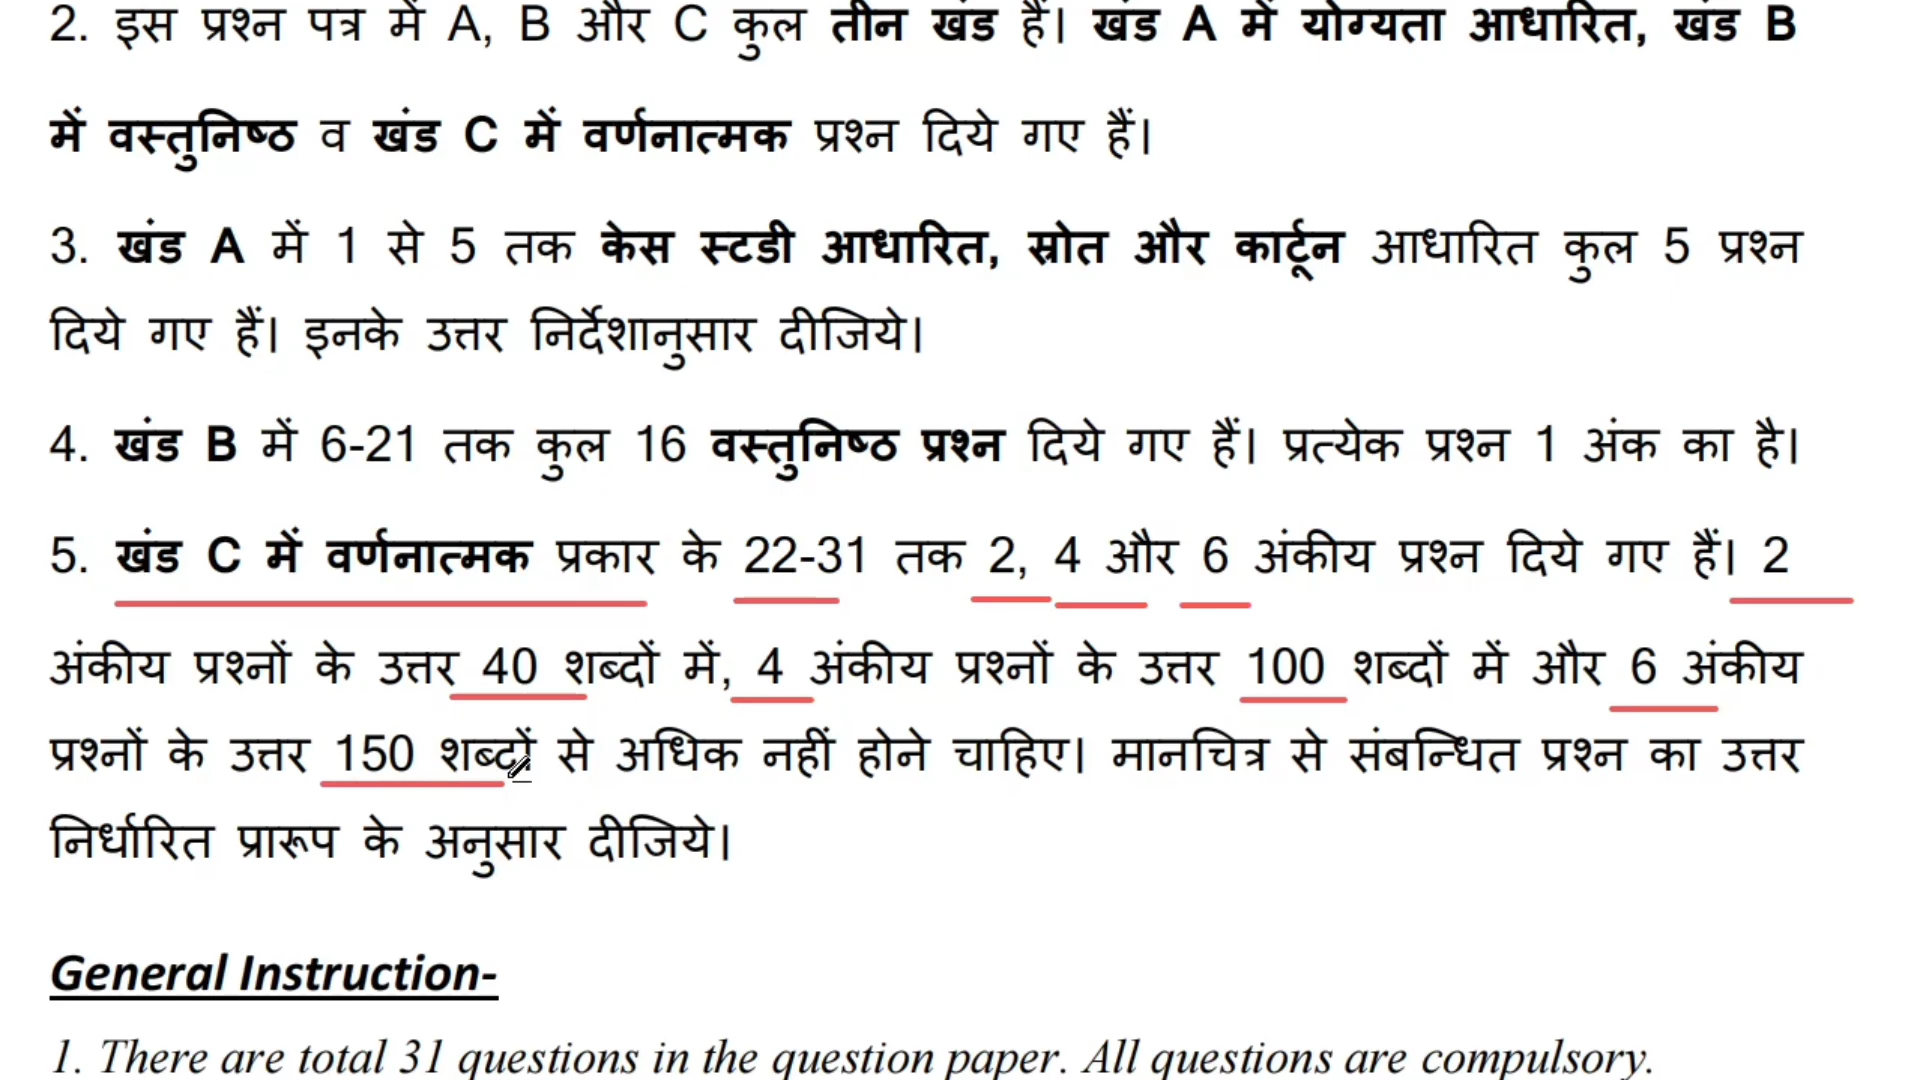 2. इस प्रश्न पत्र में A, B और C कुल तीन खंड हैं। खंड A में योग्यता आधारित, खंड B
में वस्तुनिष्ठ व खंड C में वर्णनात्मक प्रश्न दिये गए हैं।
3. खंड A में 1 से 5 तक केस स्टडी आधारित, स्रोत और कार्टून आधारित कुल 5 प्रश्न
दिये गए हैं। इनके उत्तर निर्देशानुसार दीजिये।
4. खंड B में 6-21 तक कुल 16 वस्तुनिष्ठ प्रश्न दिये गए हैं। प्रत्येक प्रश्न 1 अंक का है।
5. खंड C में वर्णनात्मक प्रकार के 22-31 तक 2, 4 और 6 अंकीय प्रश्न दिये गए हैं। 2
अंकीय प्रश्नों के उत्तर 40 शब्दों में, 4 अंकीय प्रश्नों के उत्तर 100 शब्दों में और 6 अंकीय
प्रश्नों के उत्तर 150 शब्दों से अधिक नहीं होने चाहिए। मानचित्र से संबन्धित प्रश्न का उत्तर
निर्धारित प्रारूप के अनुसार दीजिये।
General Instruction-
1. There are total 31 questions in the question paper. All questions are compulsory.